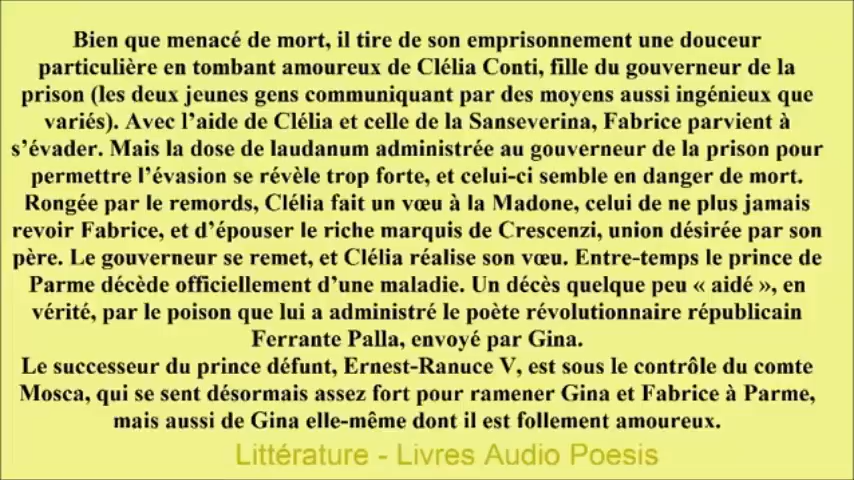 Bien que menacé de mort, il tire de son emprisonnement une douceur
particulière en tombant amoureux de Clélia Conti, fille du gouverneur de la
prison (les deux jeunes gens communiquant par des moyens aussi ingénieux que
variés). Avec l’aide de Clélia et celle de la Sanseverina, Fabrice parvient à
s’évader. Mais la dose de laudanum administrée au gouverneur de la prison pour
permettre l’évasion se révèle trop forte, et celui-ci semble en danger de mort.
Rongée par le remords, Clélia fait un vœu à la Madone, celui de ne plus jamais
revoir Fabrice, et d’épouser le riche marquis de Crescenzi, union désirée par son
père. Le gouverneur se remet, et Clélia réalise son vœu. Entre-temps le prince de
Parme décède officiellement d’une maladie. Un décès quelque peu « aidé », en
vérité, par le poison que lui a administré le poète révolutionnaire républicain
Ferrante Palla, envoyé par Gina.
Le successeur du prince défunt, Ernest-Ranuce V, est sous le contrôle du comte
Mosca, qui se sent désormais assez fort pour ramener Gina et Fabrice à Parme,
mais aussi de Gina elle-même dont il est follement amoureux.
Littérature - Livres Audio Poesis